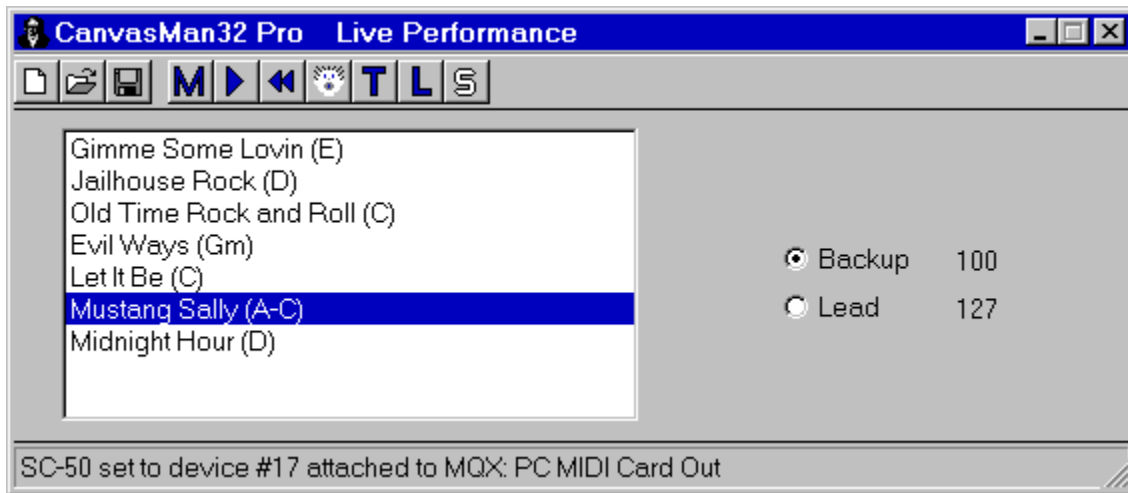 CanvasMan32 Pro Live Performance
M T L S
Gimme Some Lovin (E)
Jailhouse Rock (D)
Old Time Rock and Roll (C)
Evil Ways (Gm)
Let It Be (C)
Mustang Sally (A-C)
Midnight Hour (D)
Backup 100
Lead 127
SC-50 set to device #17 attached to MQX: PC MIDI Card Out